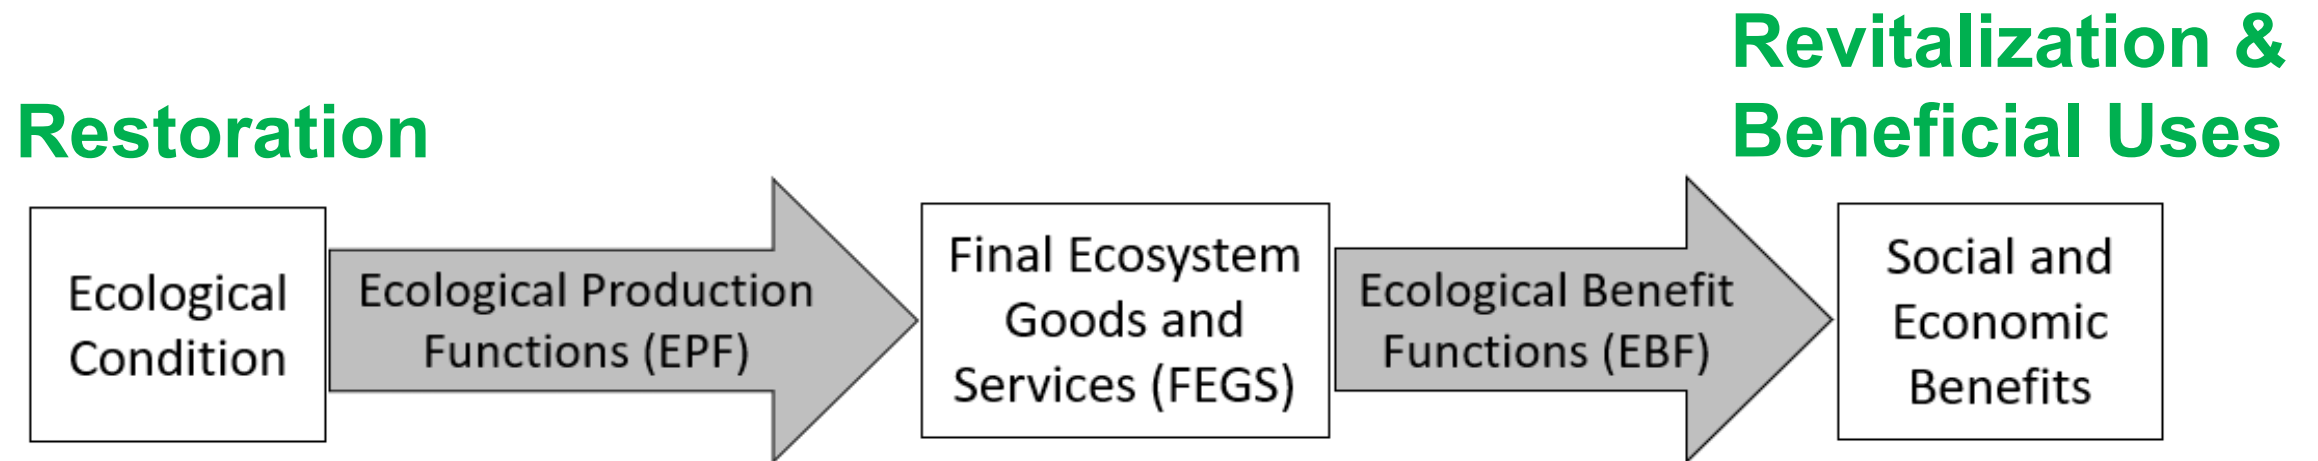 Restoration
Revitalization &
Beneficial Uses
Ecological
Condition
Ecological Production
Functions (EPF)
Final Ecosystem
Goods and
Services (FEGS)
Ecological Benefit
Functions (EBF)
Social and
Economic
Benefits